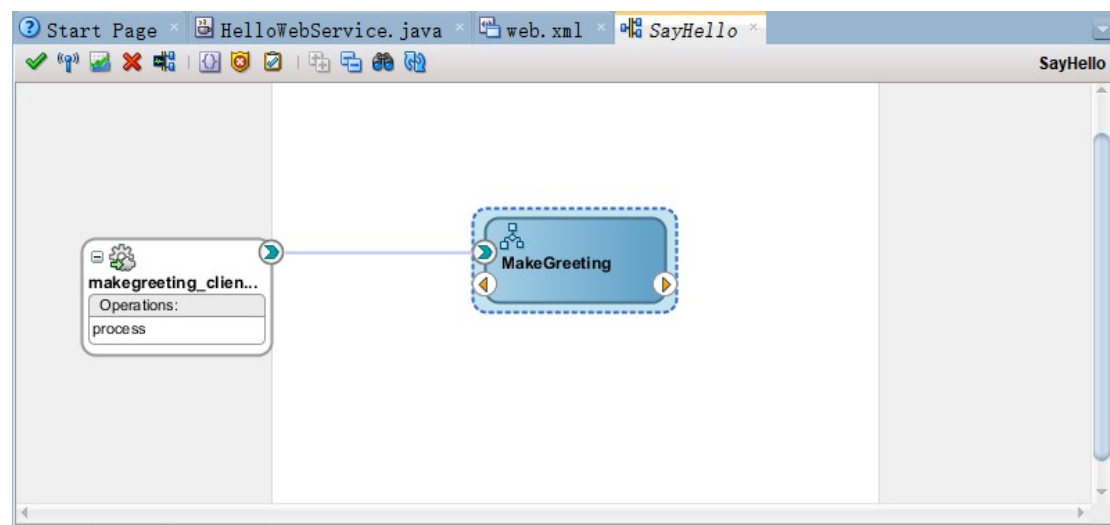 Start Page HelloWebService.java web.xml SayHello
SayHello
MakeGreeting
makegreeting_clien...
Operations:
process